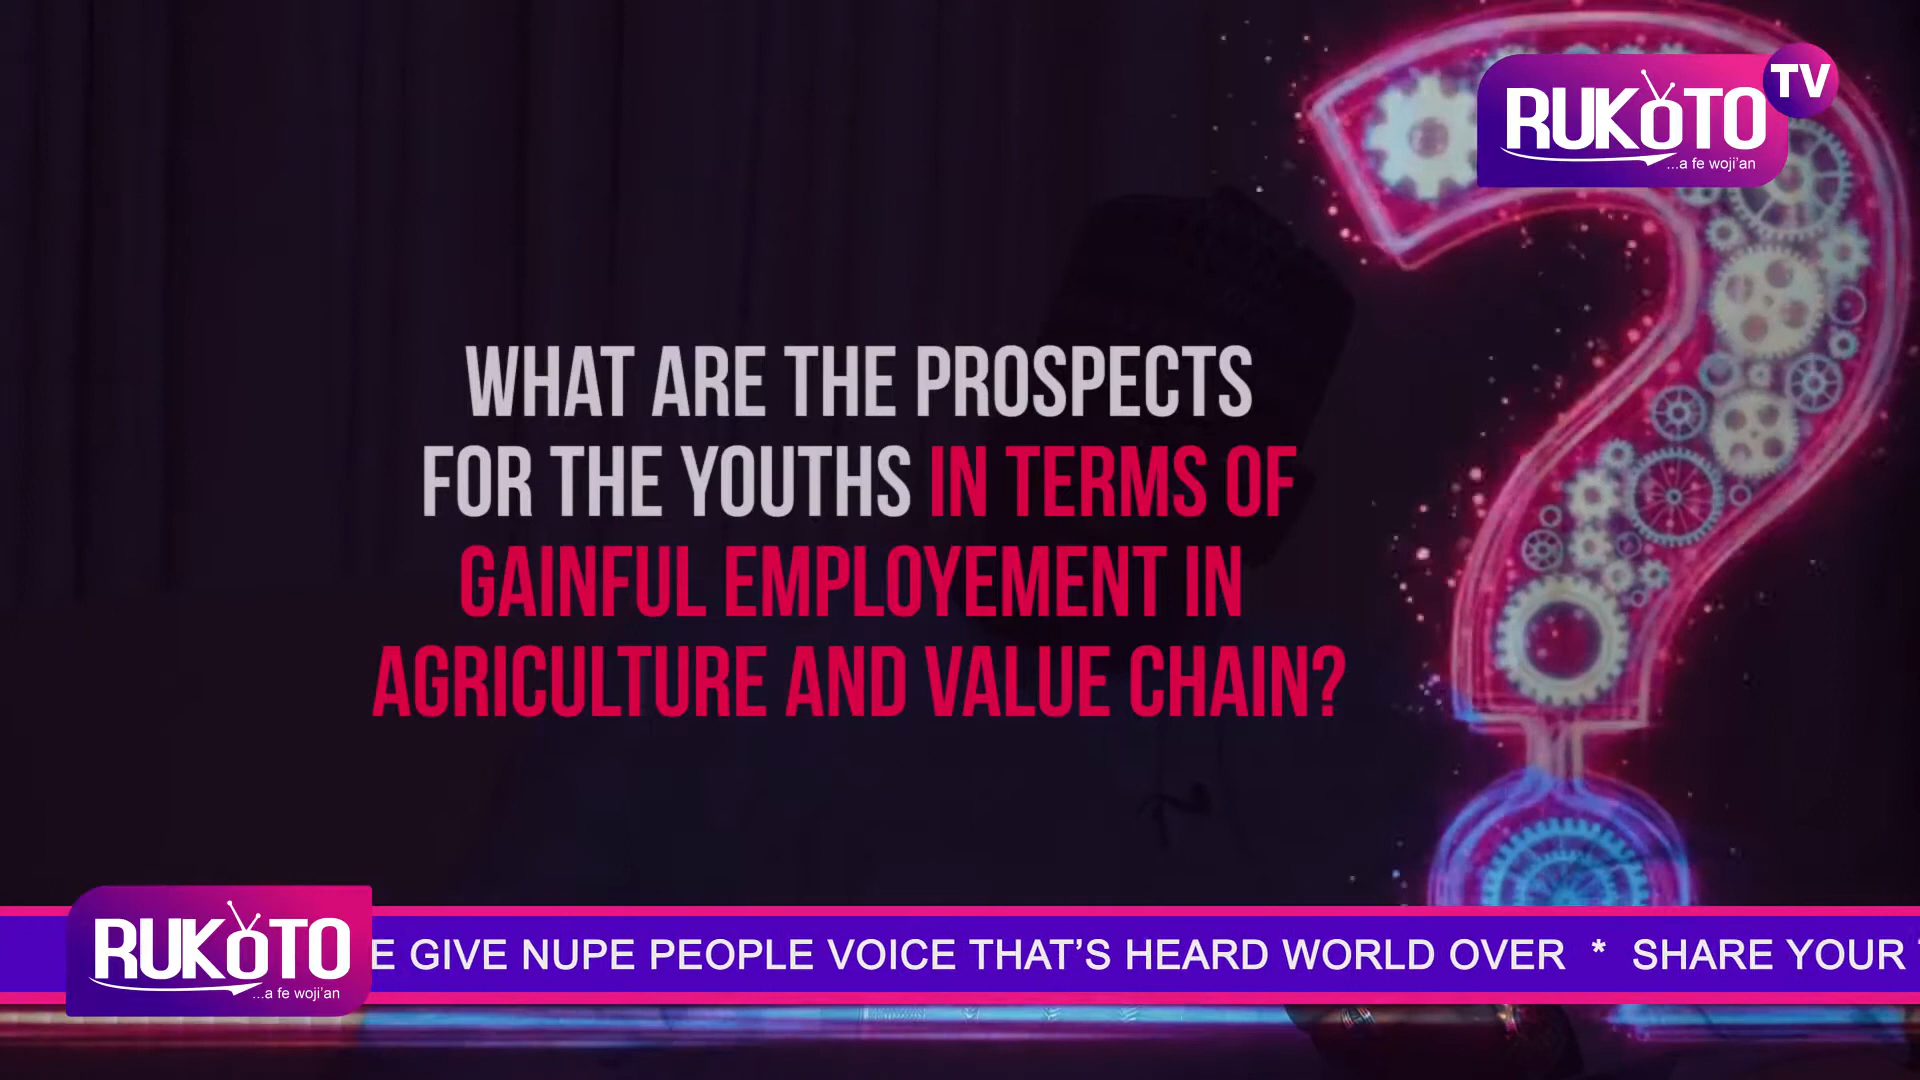 RUKOTO TV
...a fe woji'an
WHAT ARE THE PROSPECTS
FOR THE YOUTHS IN TERMS OF
GAINFUL EMPLOYEMENT IN
AGRICULTURE AND VALUE CHAIN?
RUKOTO
...a fe woji'an
E GIVE NUPE PEOPLE VOICE THAT’S HEARD WORLD OVER * SHARE YOUR